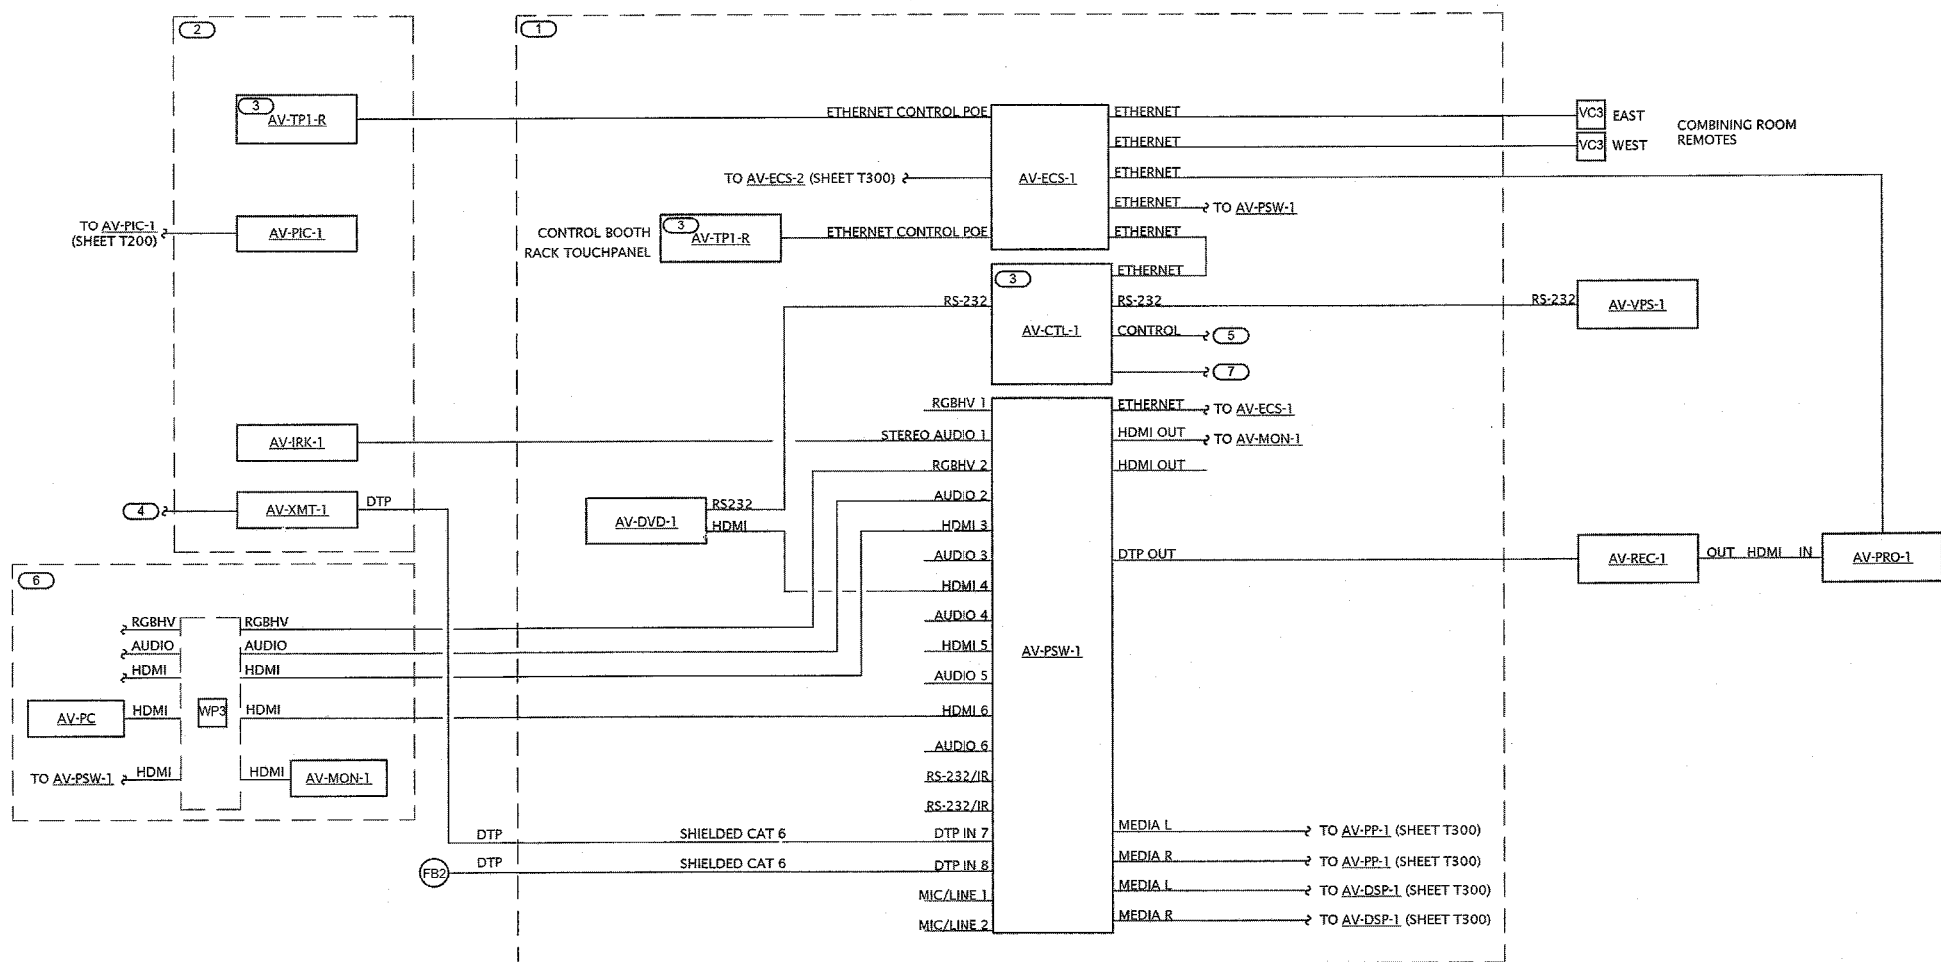 2
1
3
AV-TP1-R
ETHERNET CONTROL POE
ETHERNET
VC3 EAST
COMBINING ROOM
REMOTES
ETHERNET
VC3 WEST
TO AV-ECS-2 (SHEET T300)
AV-ECS-1
ETHERNET
ETHERNET
TO AV-PSW-1
TO AV-PIC-1
(SHEET T200)
AV-PIC-1
CONTROL BOOTH
RACK TOUCHPANEL
3
AV-TP1-R
ETHERNET CONTROL POE
ETHERNET
ETHERNET
3
RS-232
AV-CTL-1
RS-232
RS-232
AV-VPS-1
CONTROL
5
7
RGBHV 1
ETHERNET
TO AV-ECS-1
AV-IRK-1
STEREO AUDIO 1
HDMI OUT
TO AV-MON-1
RGBHV 2
HDMI OUT
4
AV-XMT-1
DTP
AV-DVD-1
RS232
HDMI
AUDIO 2
HDMI 3
AUDIO 3
DTP OUT
AV-REC-1
OUT HDMI IN
AV-PRO-1
HDMI 4
AUDIO 4
HDMI 5
AV-PSW-1
AUDIO 5
6
RGBHV
RGBHV
AUDIO
AUDIO
HDMI
HDMI
AV-PC
HDMI
WP3
HDMI
HDMI 6
AUDIO 6
TO AV-PSW-1
HDMI
HDMI
AV-MON-1
RS-232/IR
RS-232/IR
DTP
SHIELDED CAT 6
DTP IN 7
MEDIA L
TO AV-PP-1 (SHEET T300)
FB2
DTP
SHIELDED CAT 6
DTP IN 8
MEDIA R
TO AV-PP-1 (SHEET T300)
MIC/LINE 1
MEDIA L
TO AV-DSP-1 (SHEET T300)
MIC/LINE 2
MEDIA R
TO AV-DSP-1 (SHEET T300)